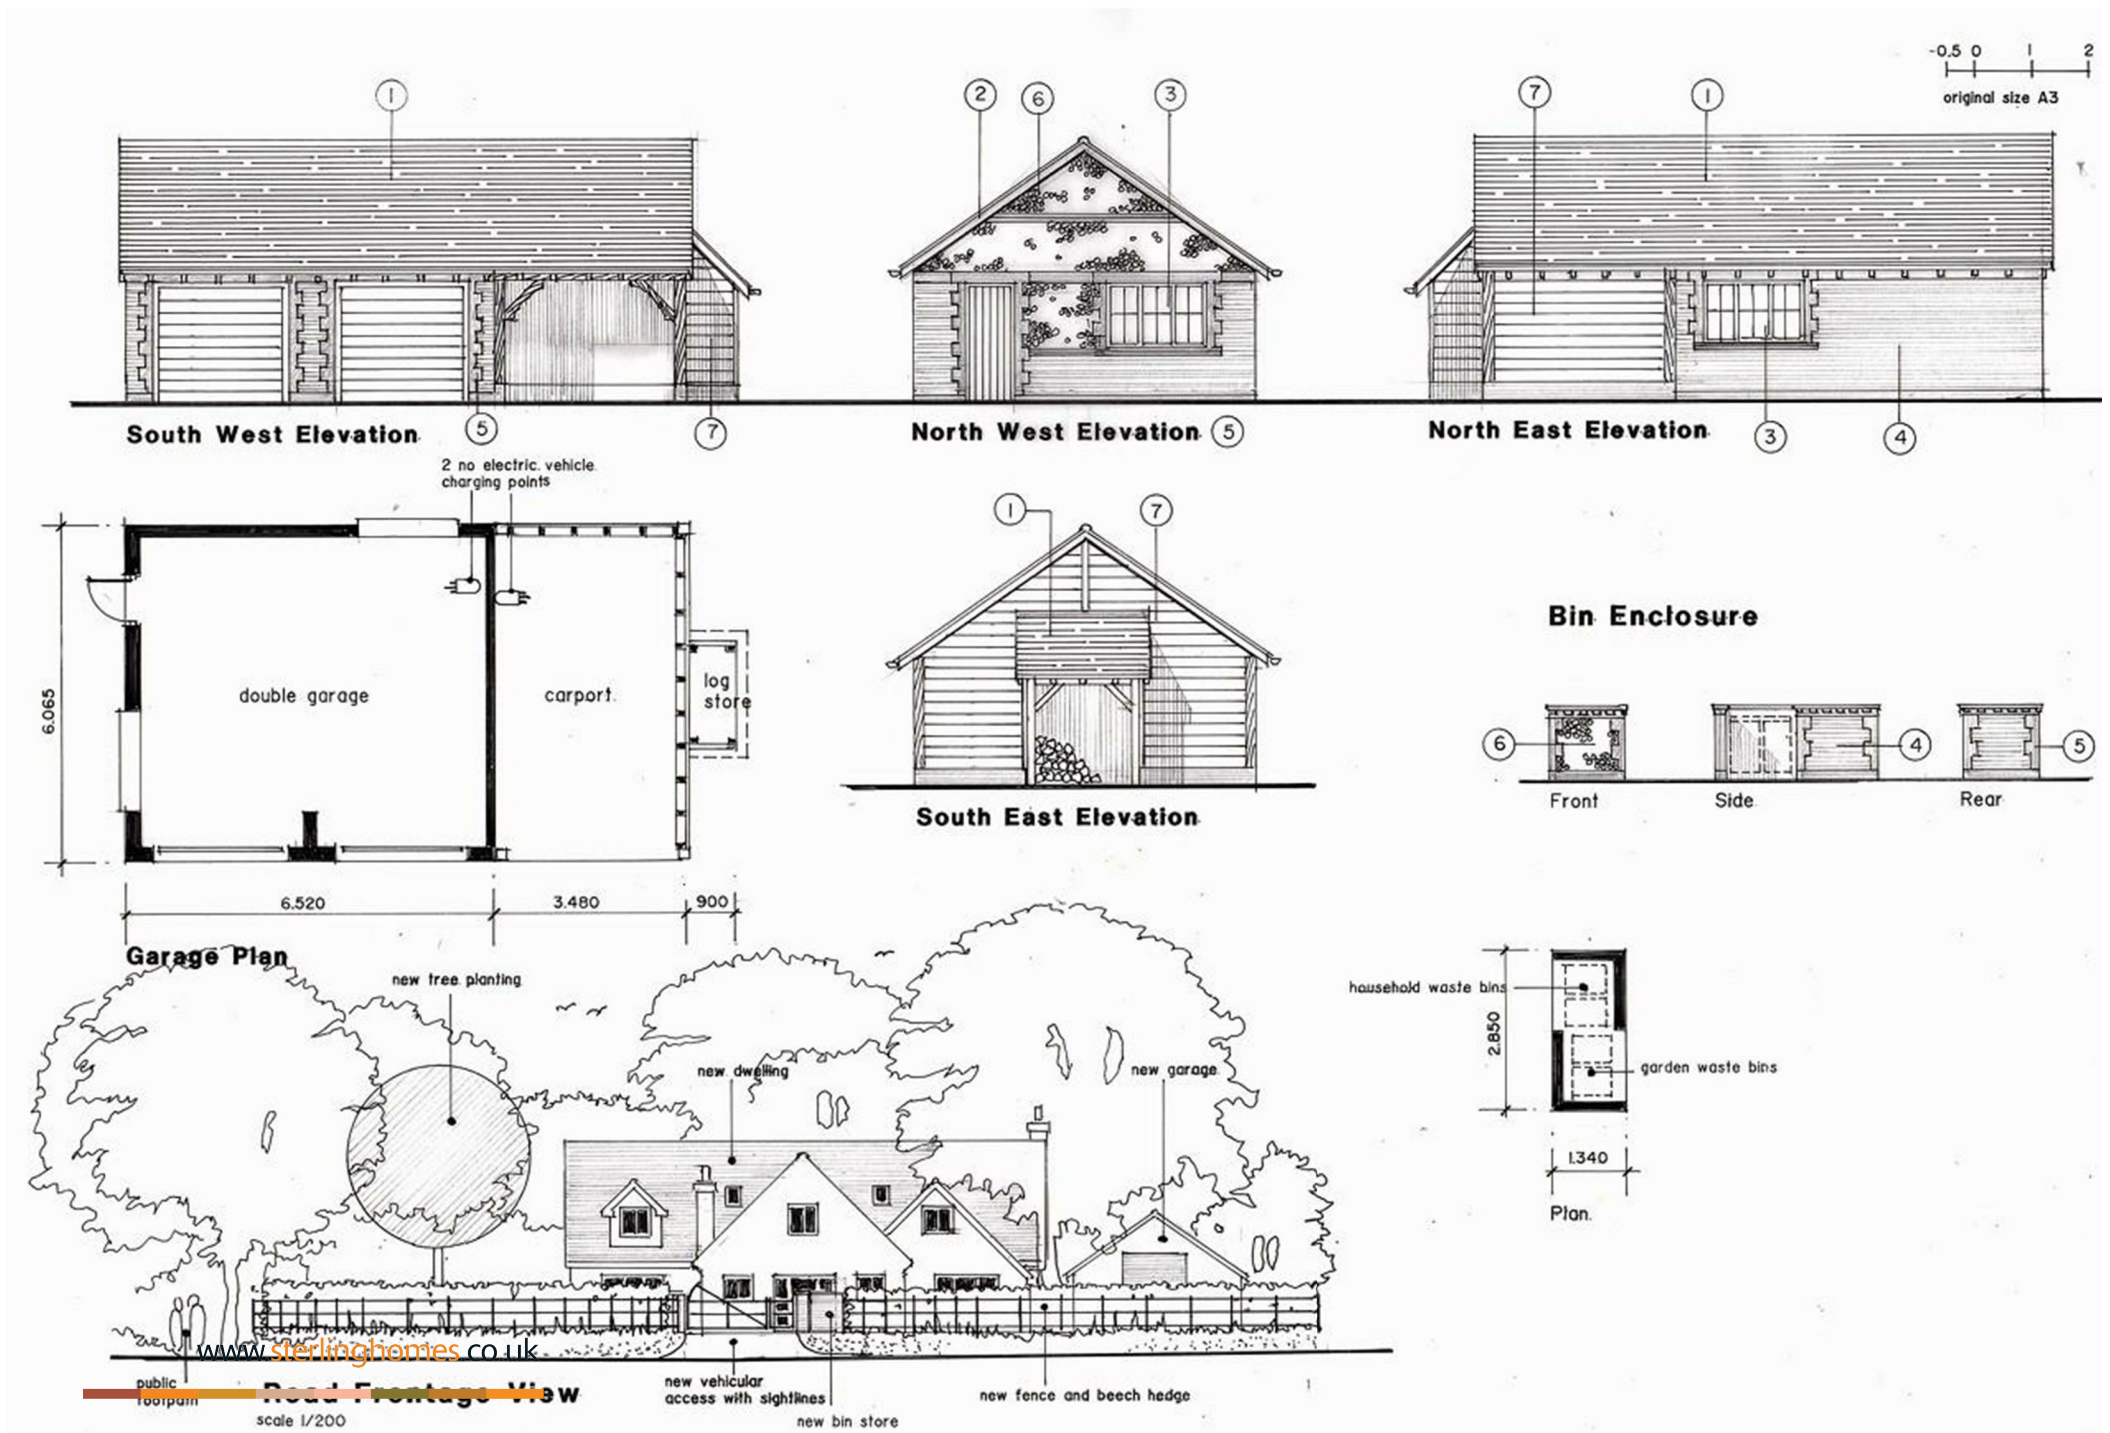 -0.5 0 1 2
original size A3
1
2
6
3
7
1
South West Elevation
5
7
North West Elevation
5
North East Elevation
3
4
2 no electric vehicle
charging points
1
7
double garage
carport.
log
store
6.065
6.520
3.480
900
Garage Plan
South East Elevation
Bin Enclosure
6
4
5
Front
Side
Rear
new tree planting
new dwelling
new garage
household waste bins
garden waste bins
2.850
1.340
Plan.
www.sterlinghomes.co.uk
public
footpath
Road Frontage View
scale 1/200
new vehicular
access with sightlines
new bin store
new fence and beech hedge